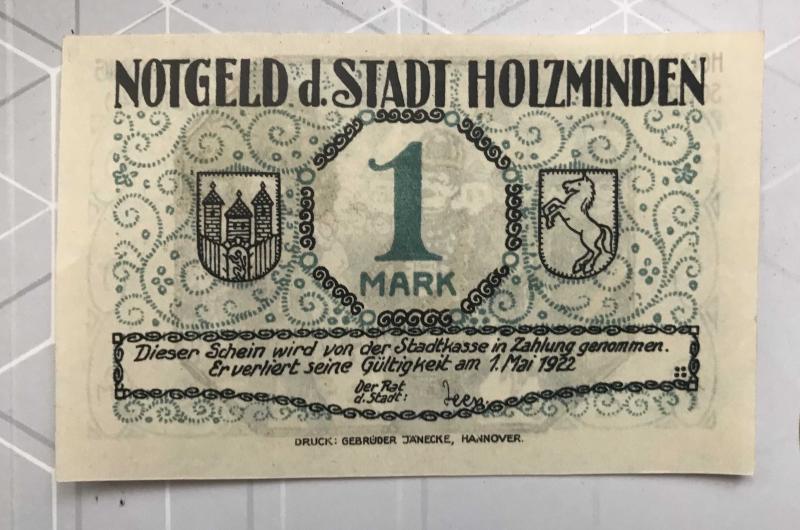 NOTGELD d. STADT HOLZMINDEN
1
MARK
Dieser Schein wird von der Stadtkasse in Zahlung genommen.
Er verliert seine Gültigkeit am 1. Mai 1922
Der Rat
d. Stadt:
DRUCK: GEBRÜDER JÄNECKE, HANNOVER.